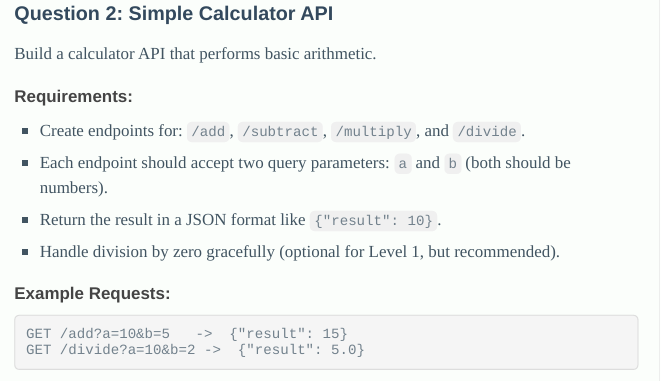 Question 2: Simple Calculator API
Build a calculator API that performs basic arithmetic.
Requirements:
▪ Create endpoints for: /add, /subtract, /multiply, and /divide.
▪ Each endpoint should accept two query parameters: a and b (both should be
numbers).
▪ Return the result in a JSON format like {"result": 10}.
▪ Handle division by zero gracefully (optional for Level 1, but recommended).
Example Requests:
GET /add?a=10&b=5   ->  {"result": 15}
GET /divide?a=10&b=2 ->  {"result": 5.0}